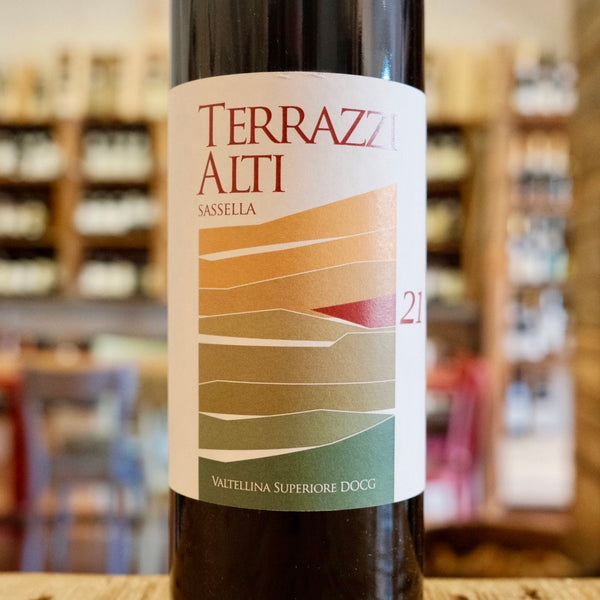 TERRAZZI
ALTI
SASSELLA
21
VALTELLINA SUPERIORE DOCG